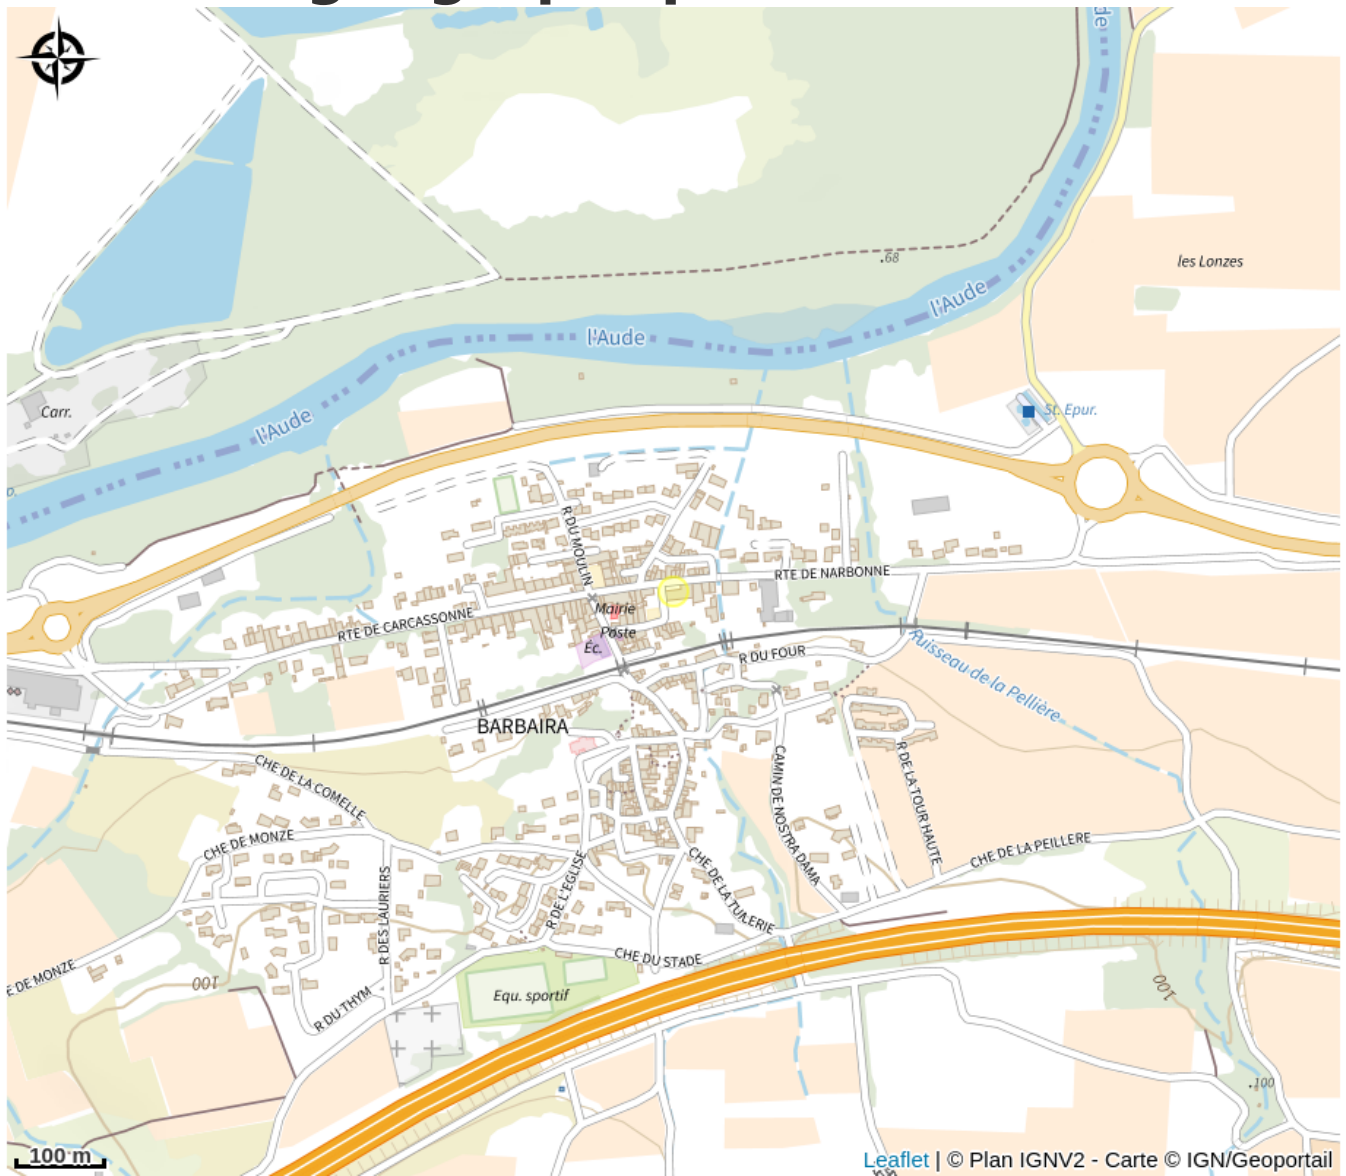 de
l'Aude
.68
les Lonzes
l'Aude
l'Aude
Carr.
St. Epur.
R DU MOULIN
RTE DE NARBONNE
Mairie
RTE DE CARCASSONNE
Poste
Éc.
R DU FOUR
Ruisseau de la Pellière
BARBAIRA
CHE DE LA COMELLE
CAMIN DE NOSTRA DAMA
R DE LA TOUR HAUTE
CHE DE MONZE
CHE DE LA PEILLERE
R DES LAURIERS
R DE L'EGLISE
CHE DE LA TUILERIE
CHE DU STADE
E DE MONZE
100
Equ. sportif
100
R DU THYM
.100
100 m
Leaflet | © Plan IGNV2 - Carte © IGN/Geoportail